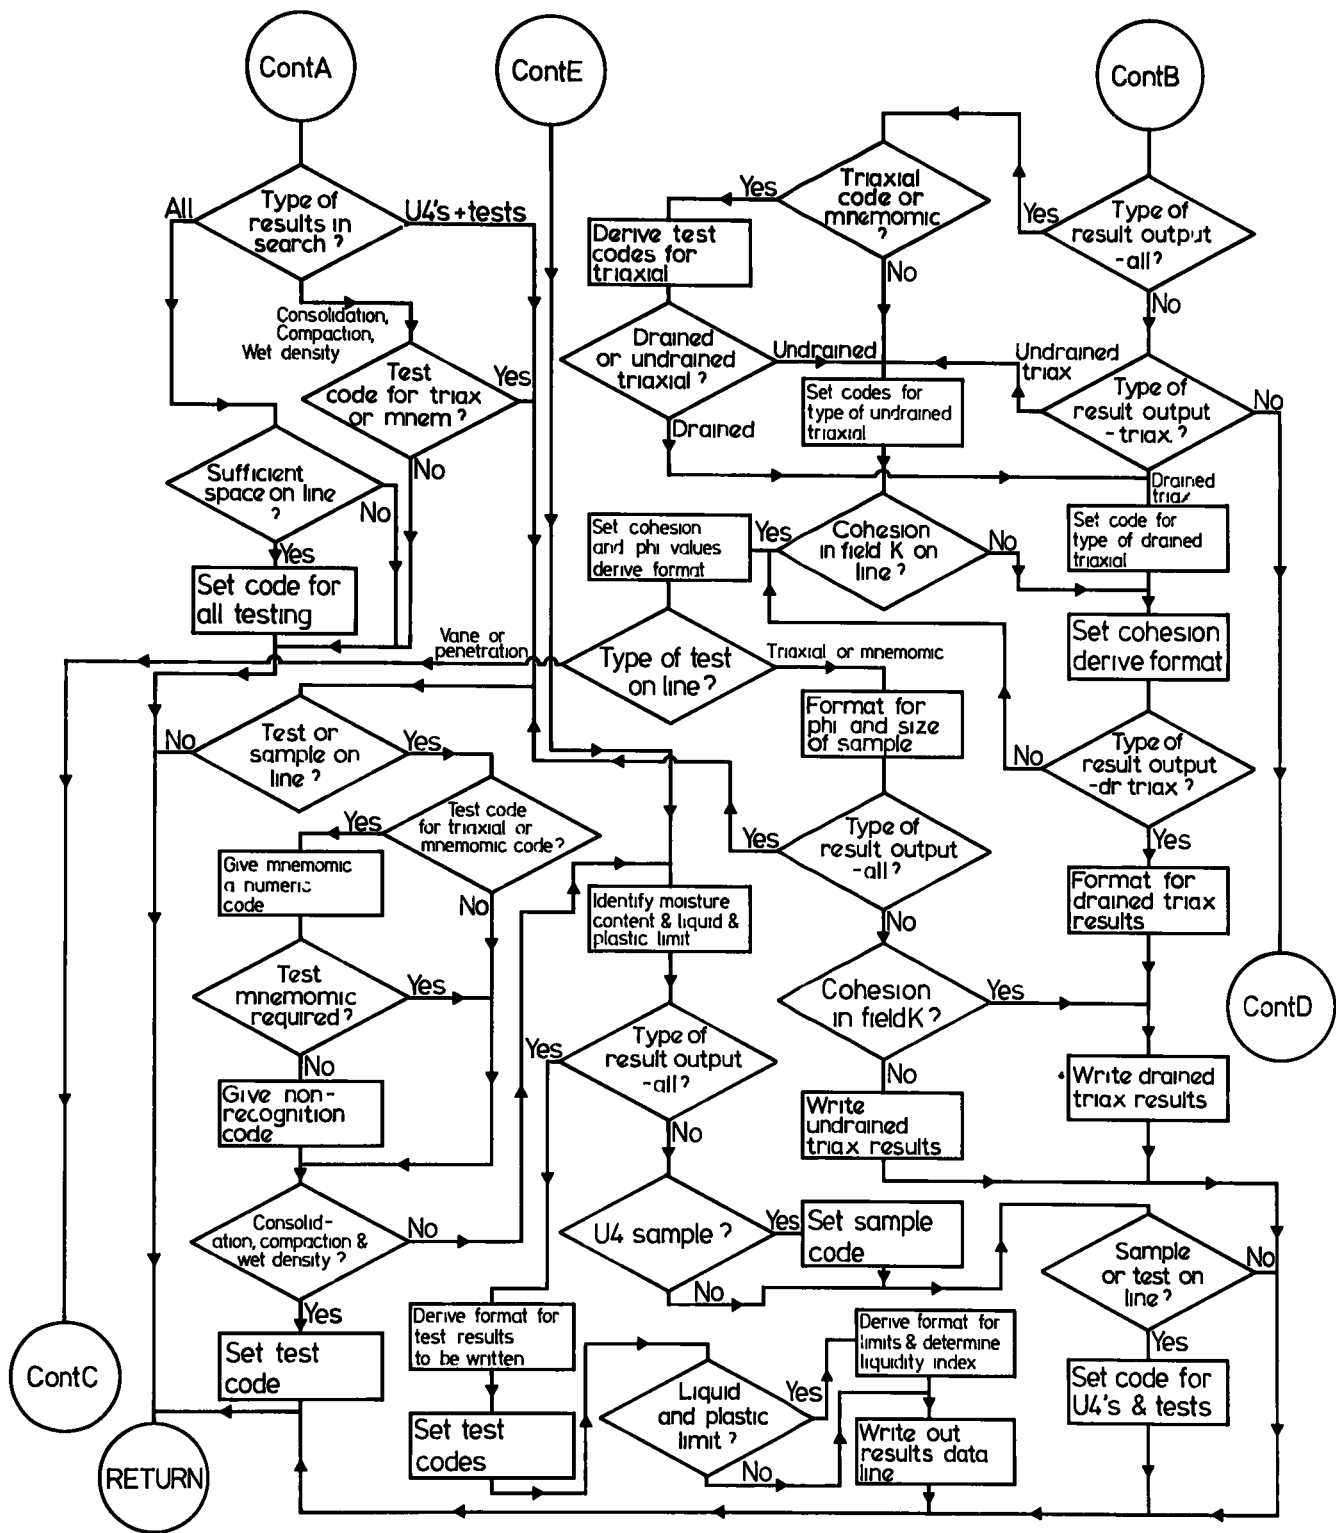 ContA
ContE
ContB
Type of
results in
search ?
All
U4's + tests
Consolidation,
Compaction,
Wet density
Test
code for triax
or mnem ?
Yes
No
Sufficient
space on line
?
No
Yes
Set code for
all testing
Triaxial
code or
mnemomic
?
Yes
No
Derive test
codes for
triaxial
Drained
or undrained
triaxial ?
Undrained
Drained
Set codes for
type of undrained
triaxial
Type of
result output
-all?
Yes
No
Type of
result output
-triax. ?
Undrained
triax
No
Drained
triax
Set code for
type of drained
triaxial
Cohesion
in field K on
line ?
Yes
No
Set cohesion
and phi values
derive format
Set cohesion
derive format
Type of test
on line ?
Vane or
penetration
Triaxial or mnemomic
Format for
phi and size
of sample
Type of
result output
-dr triax ?
No
Yes
Test or
sample on
line ?
No
Yes
Test code
for triaxial or
mnemomic code?
Yes
No
Give mnemomic
a numeric
code
Test
mnemomic
required?
Yes
No
Give non-
recognition
code
Identify moisture
content & liquid &
plastic limit
Type of
result output
-all?
Yes
No
Format for
drained triax
results
Cohesion
in field K ?
Yes
No
ContD
Type of
result output
-all?
Yes
No
Write
undrained
triax results
Write drained
triax results
Consolid-
ation, compaction &
wet density ?
No
Yes
U4 sample ?
Yes
No
Set sample
code
Sample
or test on
line?
No
Yes
Set test
code
Derive format for
test results
to be written
Set test
codes
Liquid
and plastic
limit ?
Yes
No
Derive format for
limits & determine
liquidity index
Write out
results data
line
Set code for
U4's & tests
ContC
RETURN